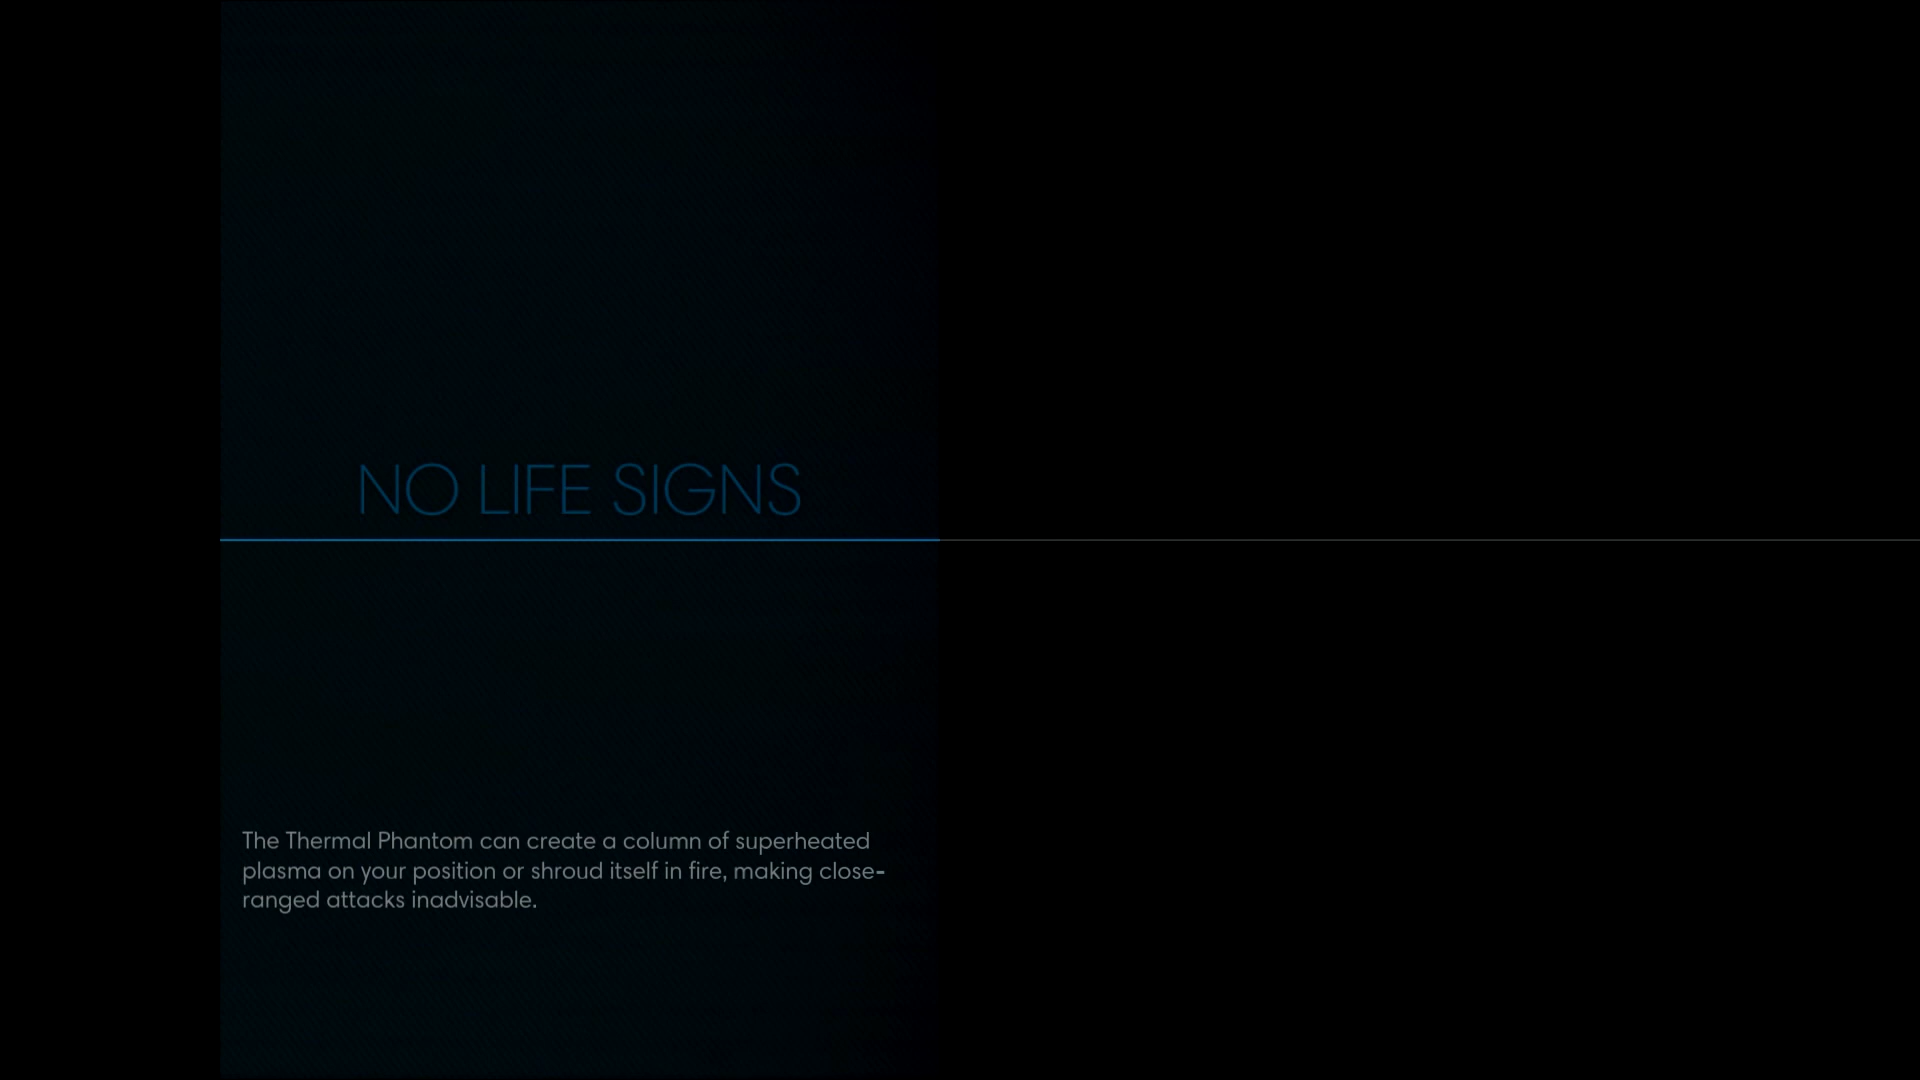 NO LIFE SIGNS
The Thermal Phantom can create a column of superheated
plasma on your position or shroud itself in fire, making close-
ranged attacks inadvisable.